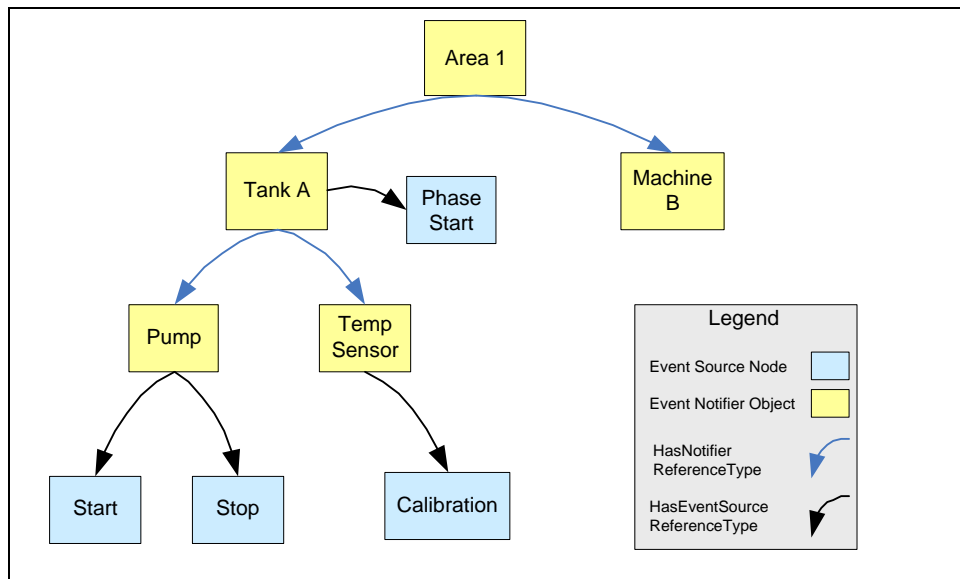 Area 1
Tank A
Phase
Start
Machine
B
Pump
Temp
Sensor
Start
Stop
Calibration
Legend
Event Source Node
Event Notifier Object
HasNotifier
ReferenceType
HasEventSource
ReferenceType